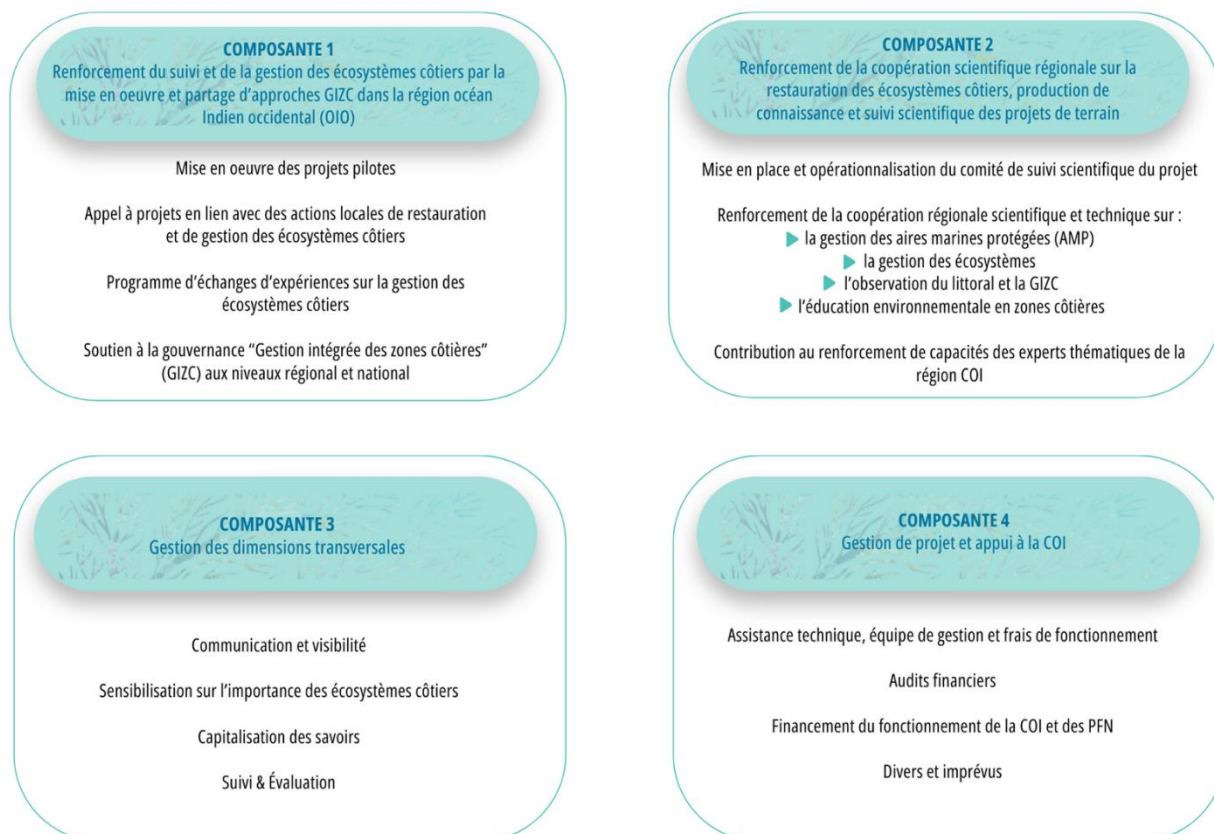 COMPOSANTE 1
Renforcement du suivi et de la gestion des écosystèmes côtiers par la
mise en oeuvre et partage d'approches GIZC dans la région océan
Indien occidental (OIO)
Mise en oeuvre des projets pilotes
Appel à projets en lien avec des actions locales de restauration
et de gestion des écosystèmes côtiers
Programme d'échanges d'expériences sur la gestion des
écosystèmes côtiers
Soutien à la gouvernance "Gestion intégrée des zones côtières"
(GIZC) aux niveaux régional et national
COMPOSANTE 2
Renforcement de la coopération scientifique régionale sur la
restauration des écosystèmes côtiers, production de
connaissance et suivi scientifique des projets de terrain
Mise en place et opérationnalisation du comité de suivi scientifique du projet
Renforcement de la coopération régionale scientifique et technique sur :
la gestion des aires marines protégées (AMP)
la gestion des écosystèmes
l'observation du littoral et la GIZC
l'éducation environnementale en zones côtières
Contribution au renforcement de capacités des experts thématiques de la
région COI
COMPOSANTE 3
Gestion des dimensions transversales
Communication et visibilité
Sensibilisation sur l'importance des écosystèmes côtiers
Capitalisation des savoirs
Suivi & Évaluation
COMPOSANTE 4
Gestion de projet et appui à la COI
Assistance technique, équipe de gestion et frais de fonctionnement
Audits financiers
Financement du fonctionnement de la COI et des PFN
Divers et imprévus